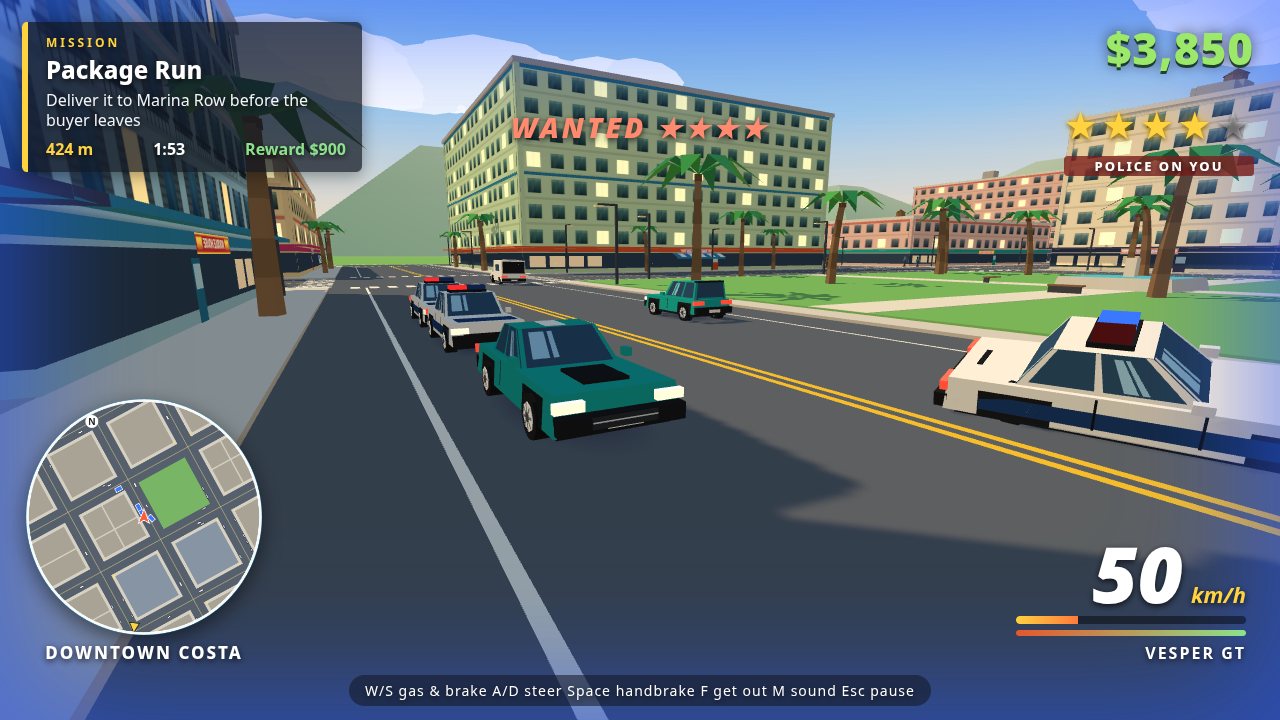 MISSION
Package Run
Deliver it to Marina Row before the
buyer leaves
424 m 1:53 Reward $900
$3,850
WANTED ★★★★
POLICE ON YOU
N
DOWNTOWN COSTA
50 km/h
VESPER GT
W/S gas & brake A/D steer Space handbrake F get out M sound Esc pause